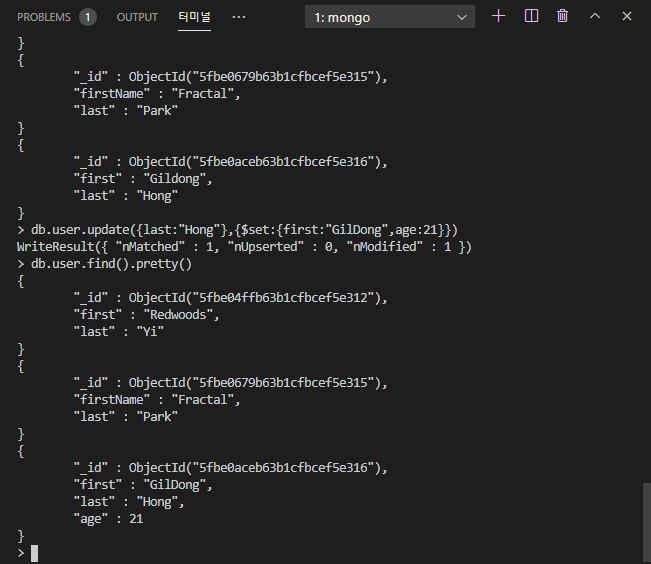 PROBLEMS 1 OUTPUT 터미널 ... 1: mongo
}
{
"_id" : ObjectId("5fbe0679b63b1cfbcef5e315"),
"firstName" : "Fractal",
"last" : "Park"
}
{
"_id" : ObjectId("5fbe0aceb63b1cfbcef5e316"),
"first" : "Gildong",
"last" : "Hong"
}
> db.user.update({last:"Hong"},{$set:{first:"GilDong",age:21}})
WriteResult({ "nMatched" : 1, "nUpserted" : 0, "nModified" : 1 })
> db.user.find().pretty()
{
"_id" : ObjectId("5fbe04ffb63b1cfbcef5e312"),
"first" : "Redwoods",
"last" : "Yi"
}
{
"_id" : ObjectId("5fbe0679b63b1cfbcef5e315"),
"firstName" : "Fractal",
"last" : "Park"
}
{
"_id" : ObjectId("5fbe0aceb63b1cfbcef5e316"),
"first" : "GilDong",
"last" : "Hong",
"age" : 21
}
>